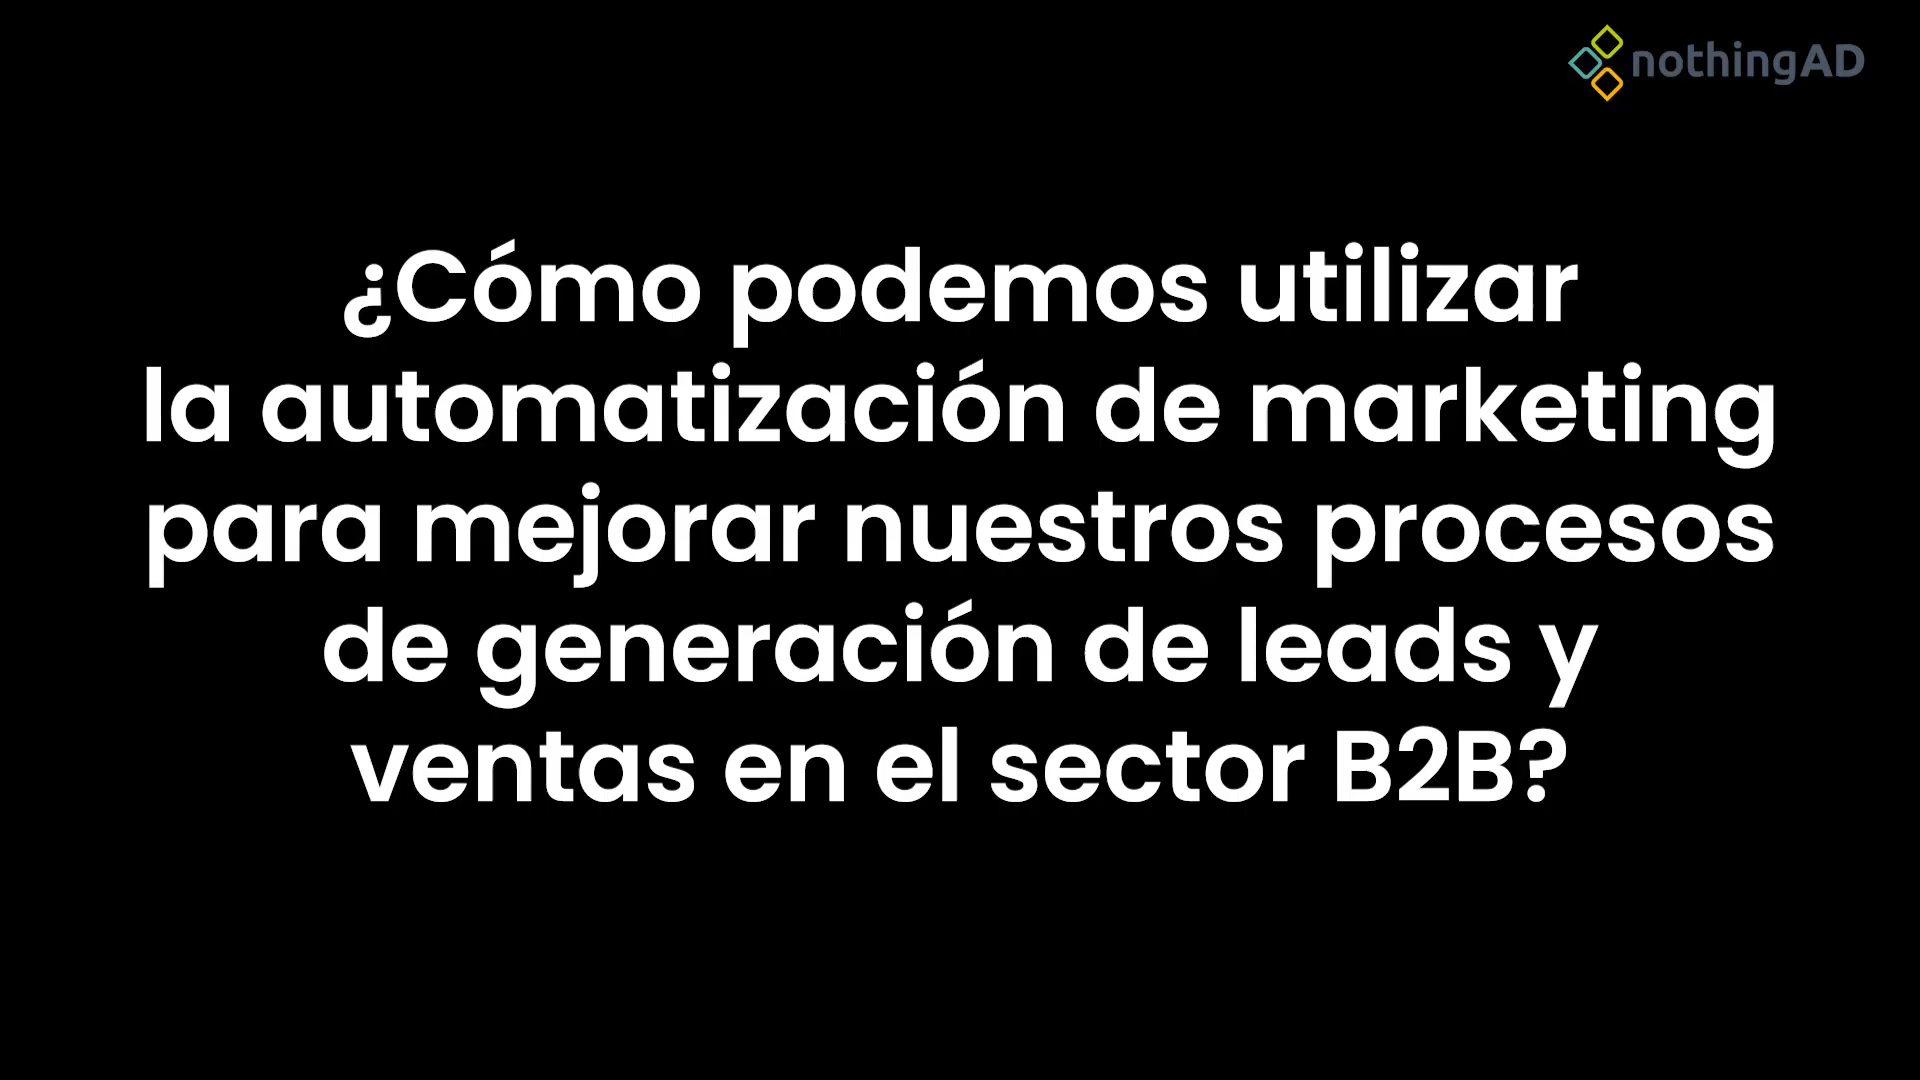 nothingAD
¿Cómo podemos utilizar
la automatización de marketing
para mejorar nuestros procesos
de generación de leads y
ventas en el sector B2B?